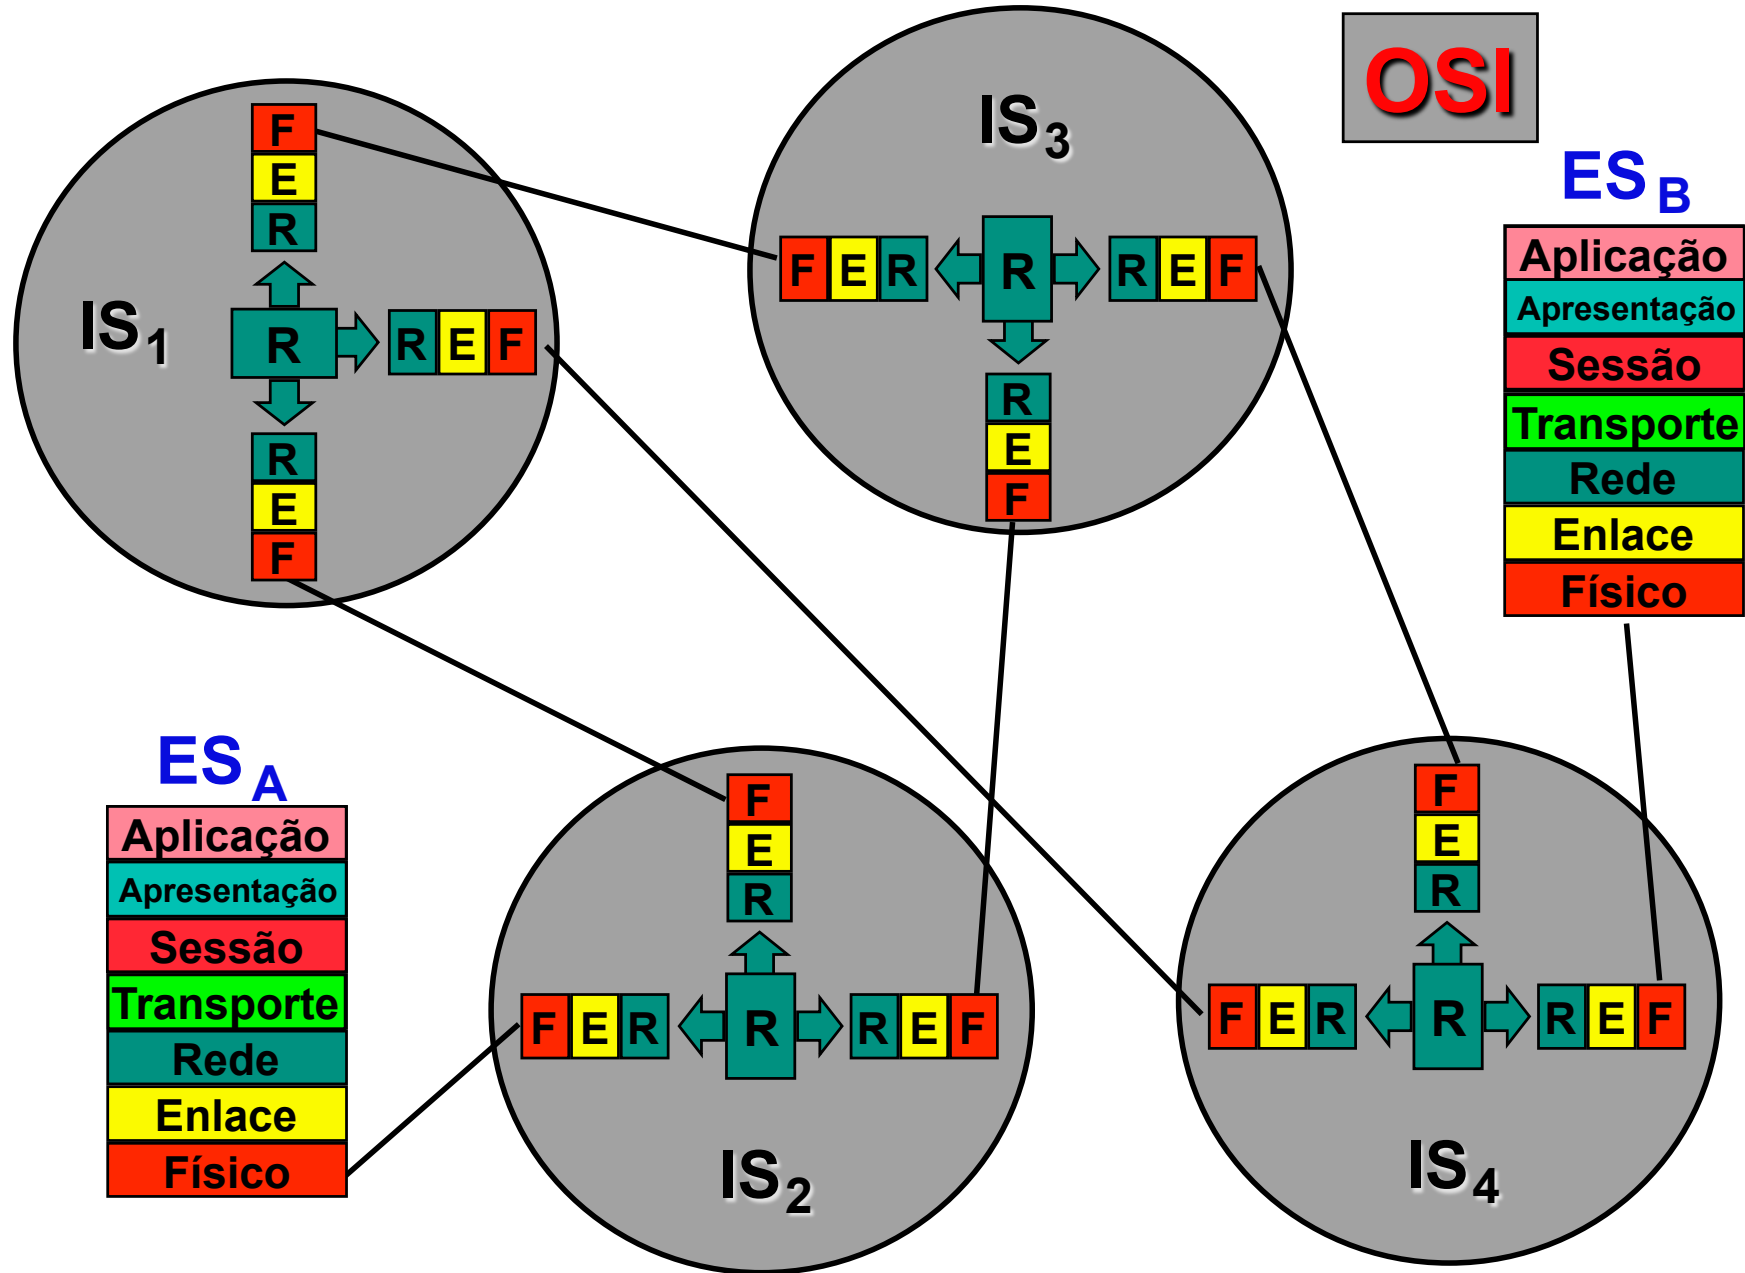 OSI
IS1
F
E
R
R
R E F
R
E
F
IS3
F E R
R
R E F
R
E
F
ES B
Aplicação
Apresentação
Sessão
Transporte
Rede
Enlace
Físico
ES A
Aplicação
Apresentação
Sessão
Transporte
Rede
Enlace
Físico
F
E
R
F E R
R
R E F
IS2
F
E
R
F E R
R
R E F
IS4